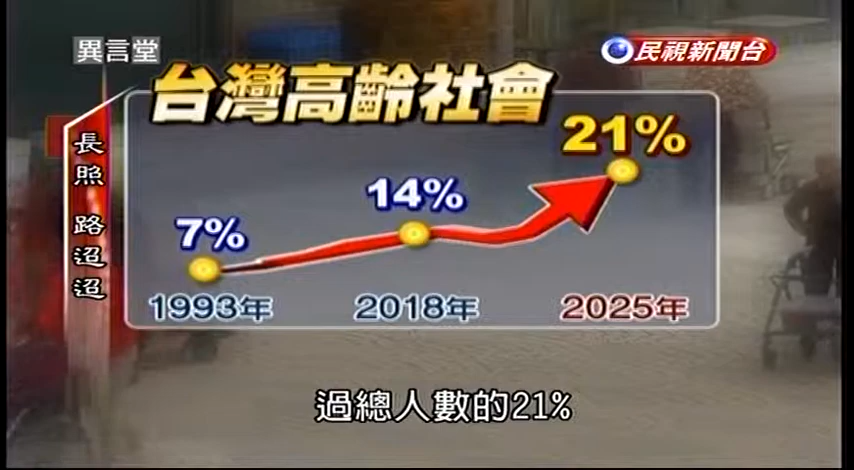 異言堂
民視新聞台
台灣高齡社會
長照 路迢迢
7%
14%
21%
1993年
2018年
2025年
過總人數的21%